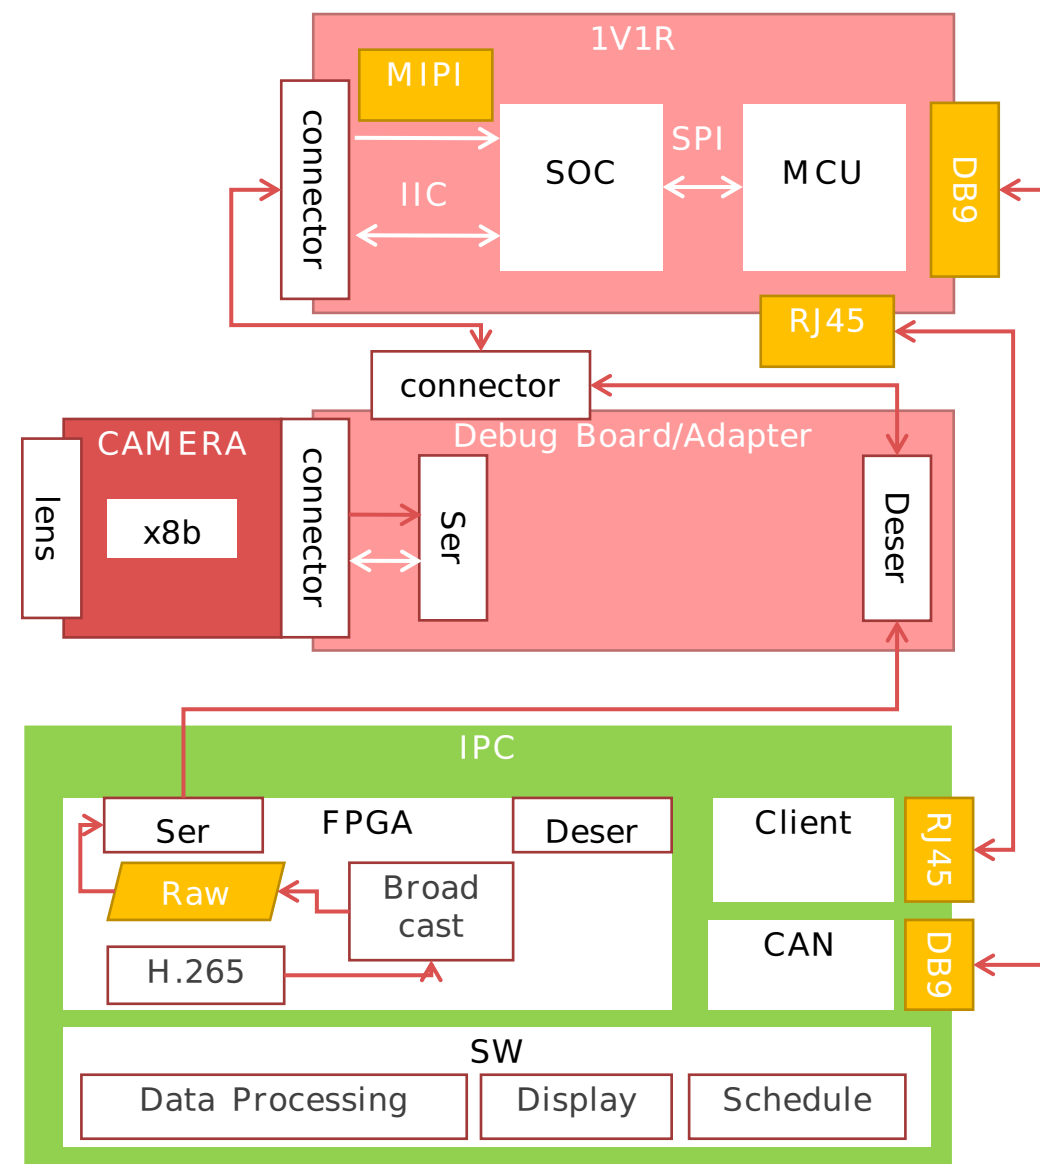 1V1R
MIPI
connector
SOC
SPI
MCU
DB9
IIC
RJ45
connector
CAMERA
Debug Board/Adapter
lens
x8b
connector
Ser
Deser
IPC
Ser
FPGA
Deser
Client
RJ45
Raw
Broad
cast
H.265
CAN
DB9
SW
Data Processing
Display
Schedule